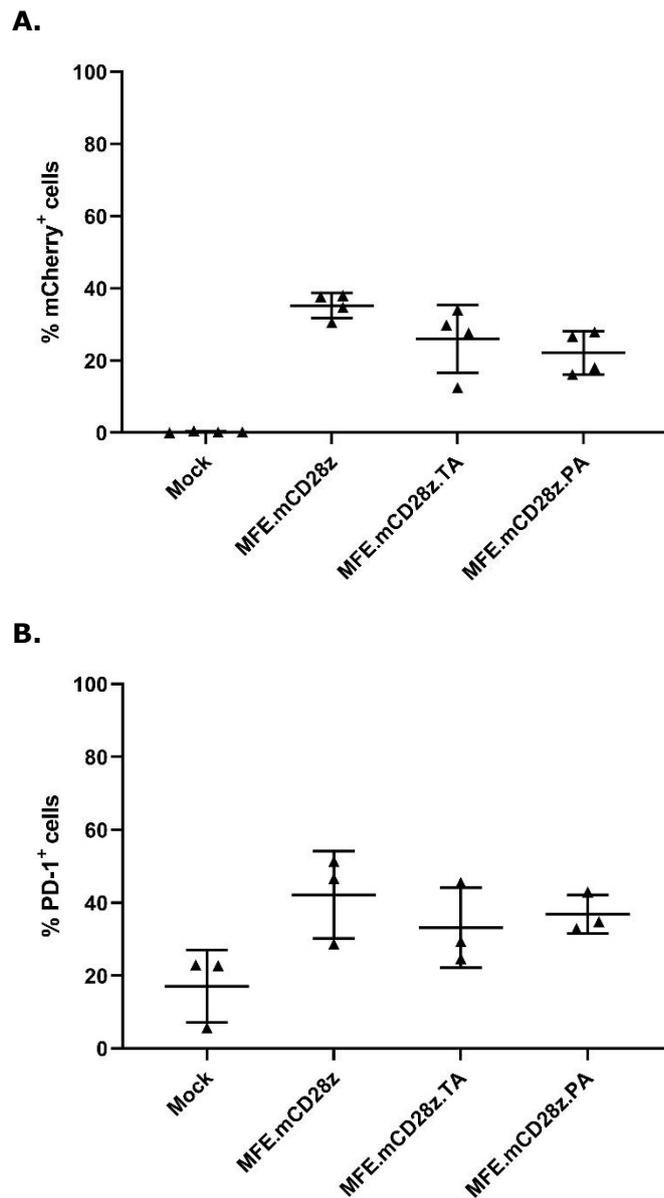 A.
% mCherry+ cells
100
80
60
40
20
0
Mock
MFE.mCD28z
MFE.mCD28z.TA
MFE.mCD28z.PA
B.
% PD-1+ cells
100
80
60
40
20
0
Mock
MFE.mCD28z
MFE.mCD28z.TA
MFE.mCD28z.PA